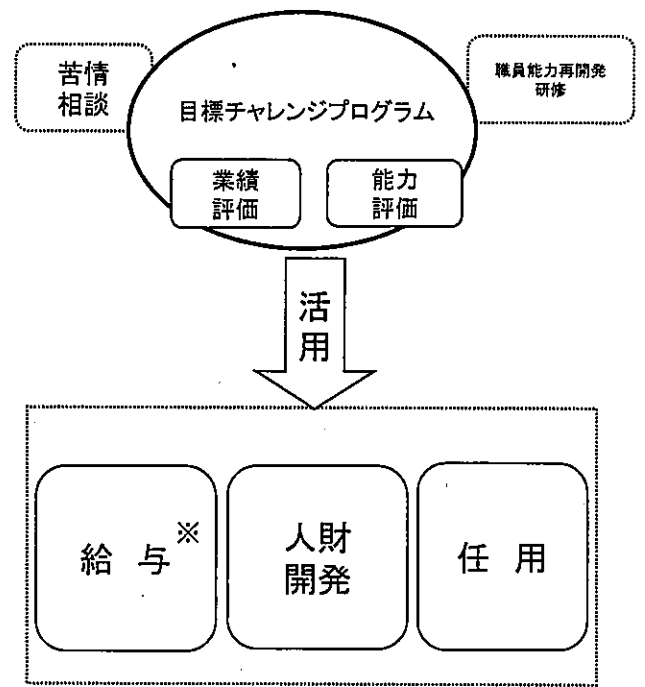 苦情
相談
職員能力再開発
研修
目標チャレンジプログラム
業績
評価
能力
評価
活
用
給 与※
人財
開発
任 用